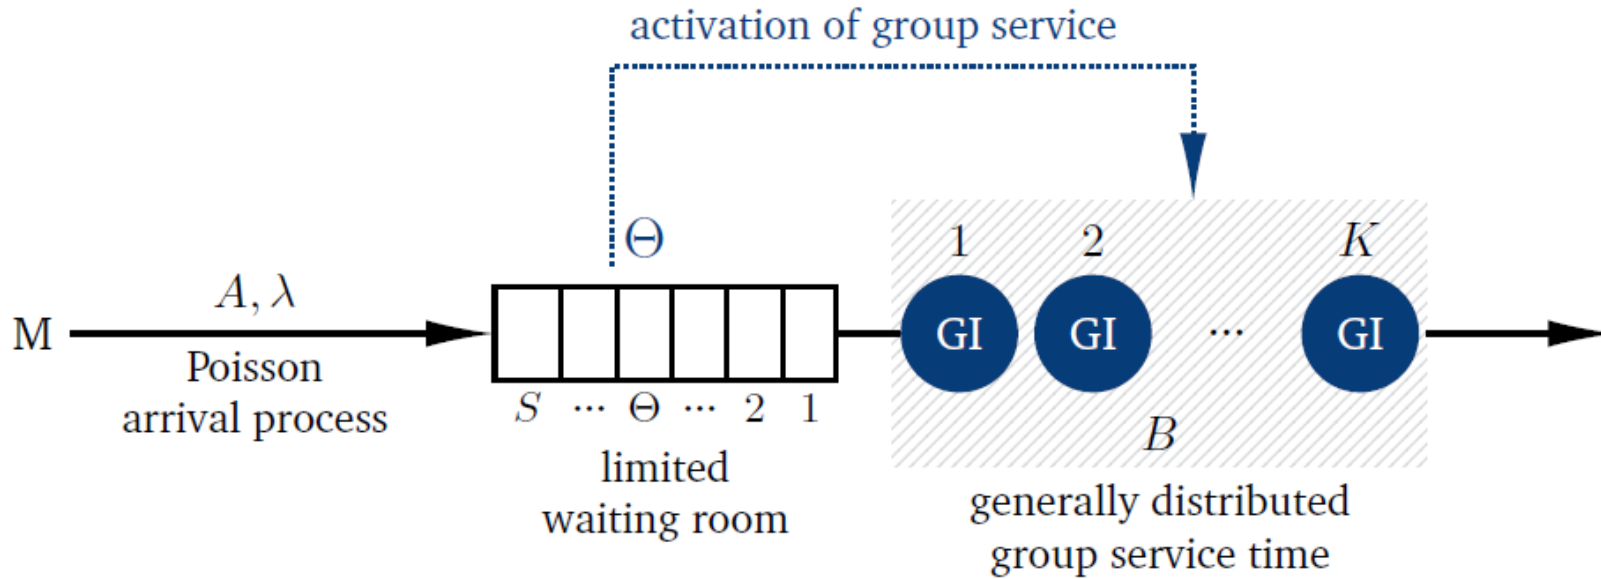 activation of group service
Θ
1 2 K
A, λ
M
GI GI ... GI
Poisson
arrival process
S ... Θ ... 2 1
B
limited
waiting room
generally distributed
group service time